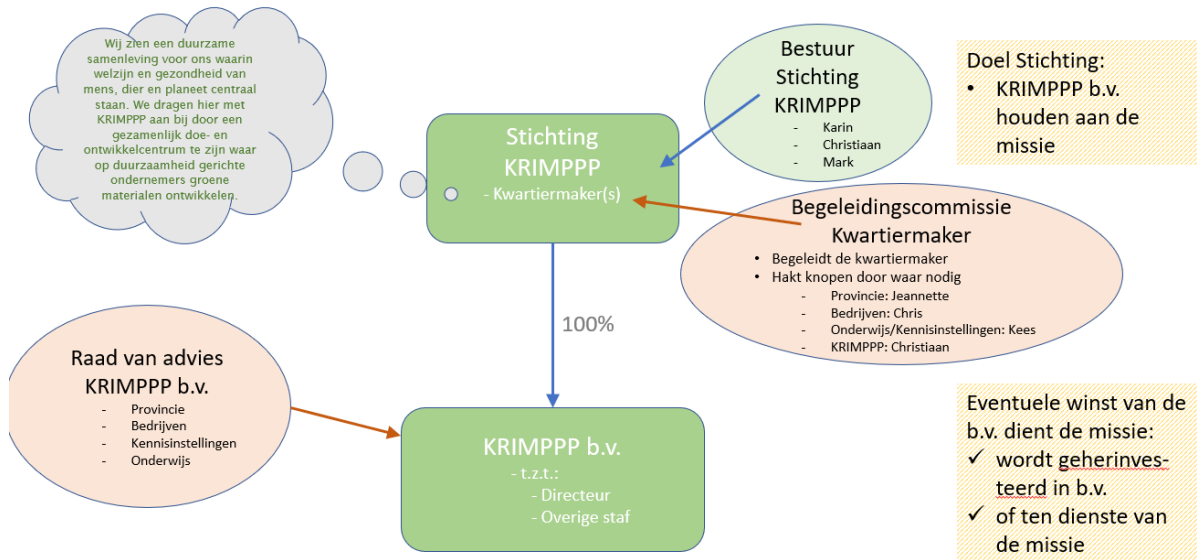 Wij zien een duurzame
samenleving voor ons waarin
welzijn en gezondheid van
mens, dier en planeet centraal
staan. We dragen hier met
KRIMPPP aan bij door een
gezamenlijk doe- en
ontwikkelcentrum te zijn waar
op duurzaamheid gerichte
ondernemers groene
materialen ontwikkelen.
Stichting
KRIMPPP
- Kwartiermaker(s)
Bestuur
Stichting
KRIMPPP
- Karin
- Christiaan
- Mark
Doel Stichting:
• KRIMPPP b.v.
houden aan de
missie
Begeleidingscommissie
Kwartiermaker
• Begeleidt de kwartiermaker
• Hakt knopen door waar nodig
- Provincie: Jeannette
- Bedrijven: Chris
- Onderwijs/Kennisinstellingen: Kees
- KRIMPPP: Christiaan
100%
Raad van advies
KRIMPPP b.v.
- Provincie
- Bedrijven
- Kennisinstellingen
- Onderwijs
KRIMPPP b.v.
- t.z.t.:
- Directeur
- Overige staf
Eventuele winst van de
b.v. dient de missie:
✓ wordt geherinves-
teerd in b.v.
✓ of ten dienste van
de missie